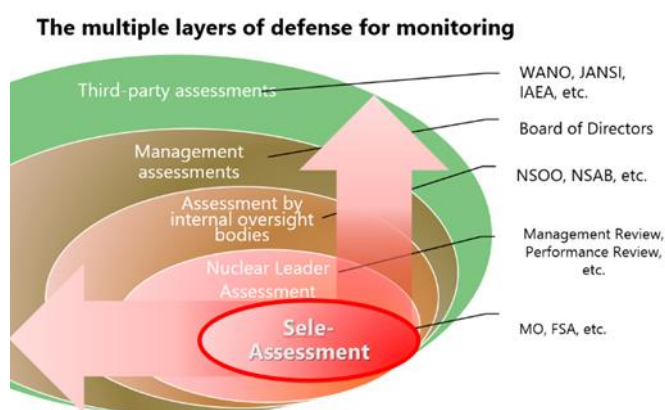 The multiple layers of defense for monitoring
Third-party assessments
WANO, JANSI,
IAEA, etc.
Board of Directors
Management
assessments
NSOO, NSAB, etc.
Assessment by
internal oversight
bodies
Management Review,
Performance Review,
etc.
Nuclear Leader
Assessment
Sele-
Assessment
MO, FSA, etc.